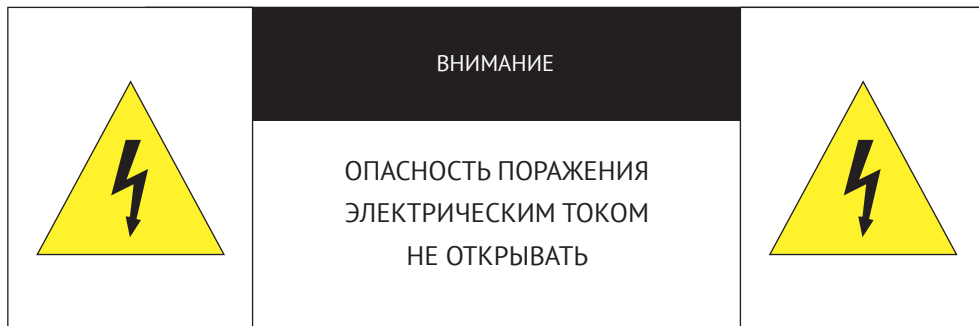 ВНИМАНИЕ
ОПАСНОСТЬ ПОРАЖЕНИЯ
ЭЛЕКТРИЧЕСКИМ ТОКОМ
НЕ ОТКРЫВАТЬ